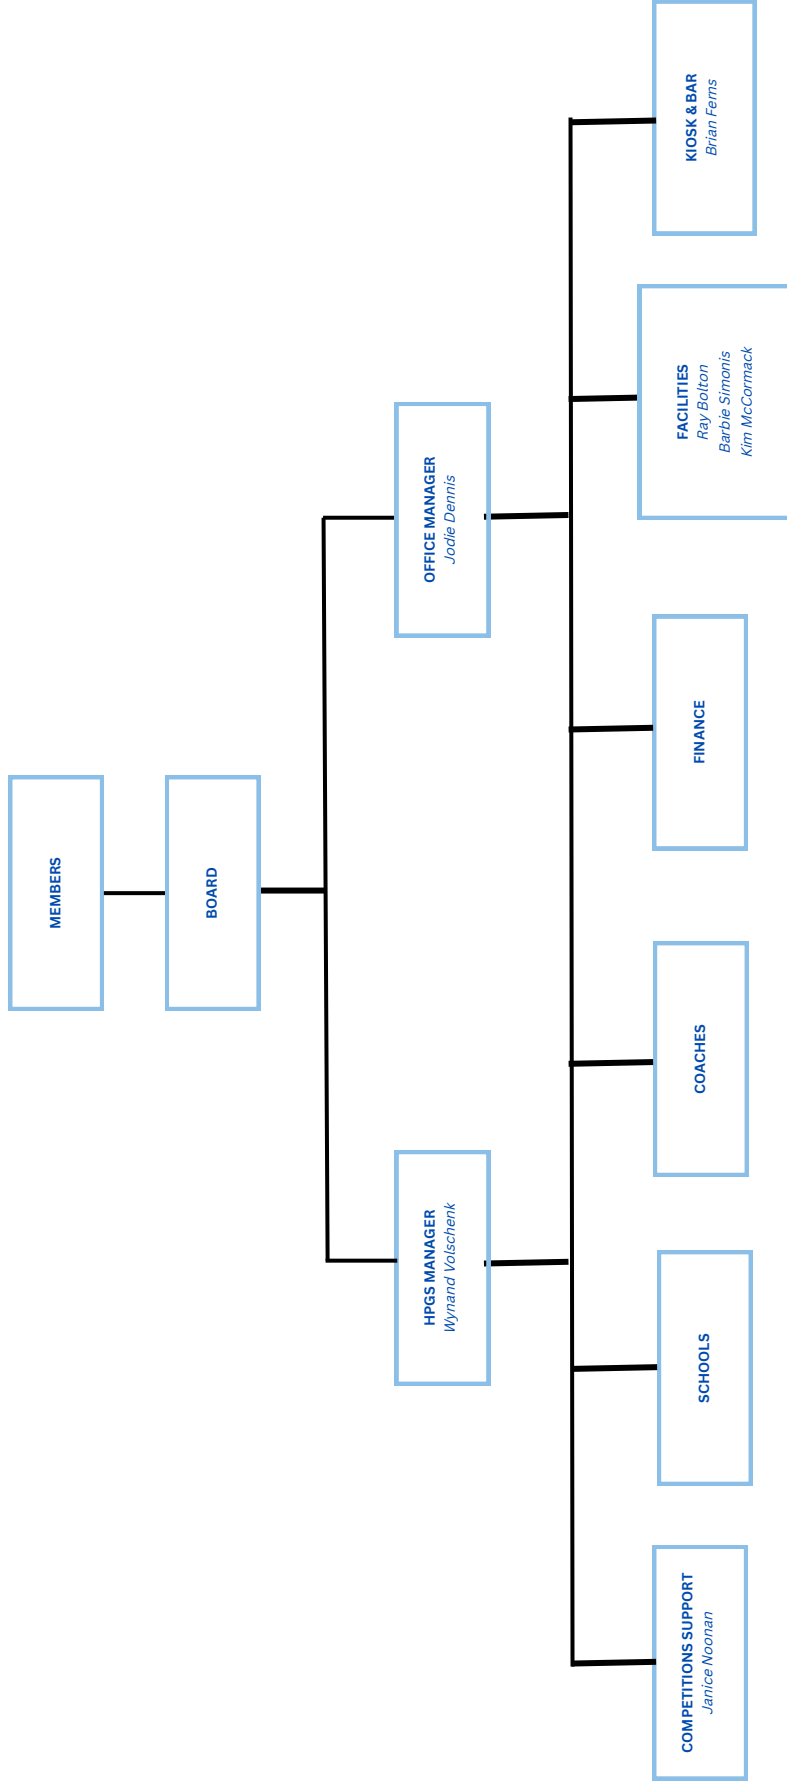 MEMBERS
BOARD
HPGS MANAGER
Wynand Volschenk
OFFICE MANAGER
Jodie Dennis
COMPETITIONS SUPPORT
Janice Noonan
SCHOOLS
COACHES
FINANCE
FACILITIES
Ray Bolton
Barbie Simonis
Kim McCormack
KIOSK & BAR
Brian Ferns